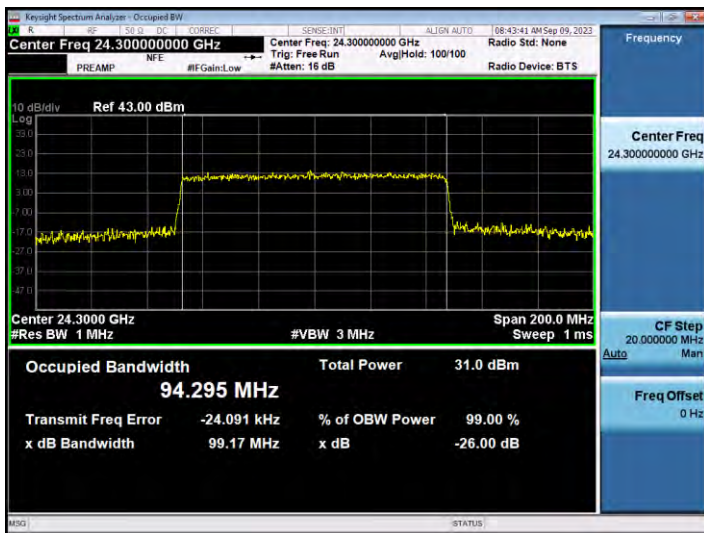 Keysight Spectrum Analyzer - Occupied BW
R RF 50 Ω DC CORREC SENSE:INT ALIGN AUTO 08:43:41 AM Sep 09, 2023
Center Freq 24.300000000 GHz Center Freq: 24.300000000 GHz Radio Std: None
NFE Trig: Free Run Avg|Hold: 100/100
PREAMP #IFGain:Low #Atten: 16 dB Radio Device: BTS
Frequency
10 dB/div Ref 43.00 dBm
Log
33.0
23.0
13.0
3.00
-7.00
-17.0
-27.0
-37.0
-47.0
Center 24.3000 GHz Span 200.0 MHz
#Res BW 1 MHz #VBW 3 MHz Sweep 1 ms
Occupied Bandwidth Total Power 31.0 dBm
94.295 MHz
Transmit Freq Error -24.091 kHz % of OBW Power 99.00 %
x dB Bandwidth 99.17 MHz x dB -26.00 dB
Center Freq
24.300000000 GHz
CF Step
20.000000 MHz
Auto Man
Freq Offset
0 Hz
MSG STATUS